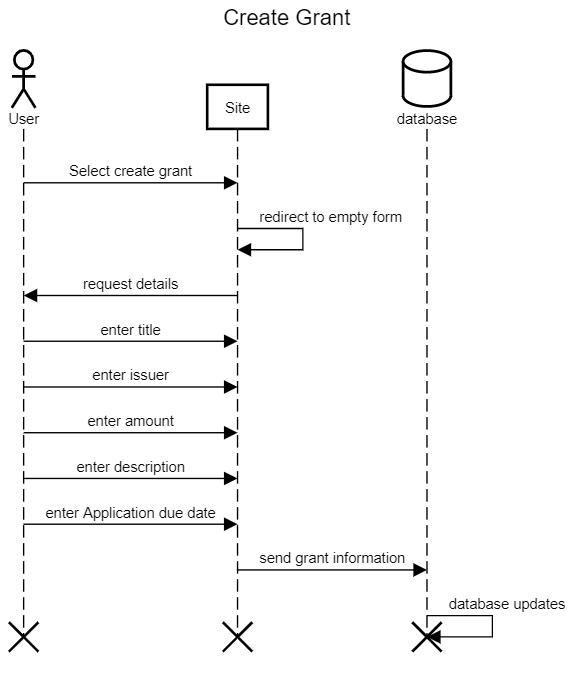 Create Grant
User
Site
database
Select create grant
redirect to empty form
request details
enter title
enter issuer
enter amount
enter description
enter Application due date
send grant information
database updates